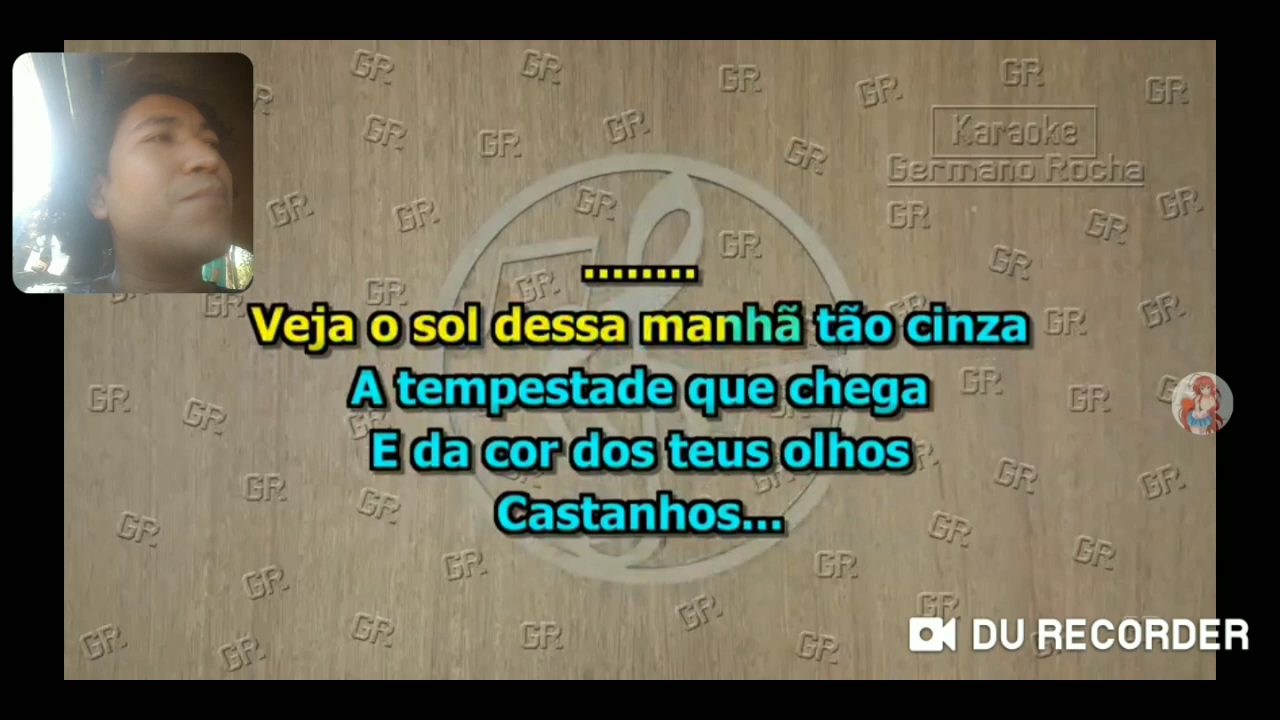 Karaoke
Germano Rocha
........
Veja o sol dessa manhã tão cinza
A tempestade que chega
E da cor dos teus olhos
Castanhos...
GR
DU RECORDER